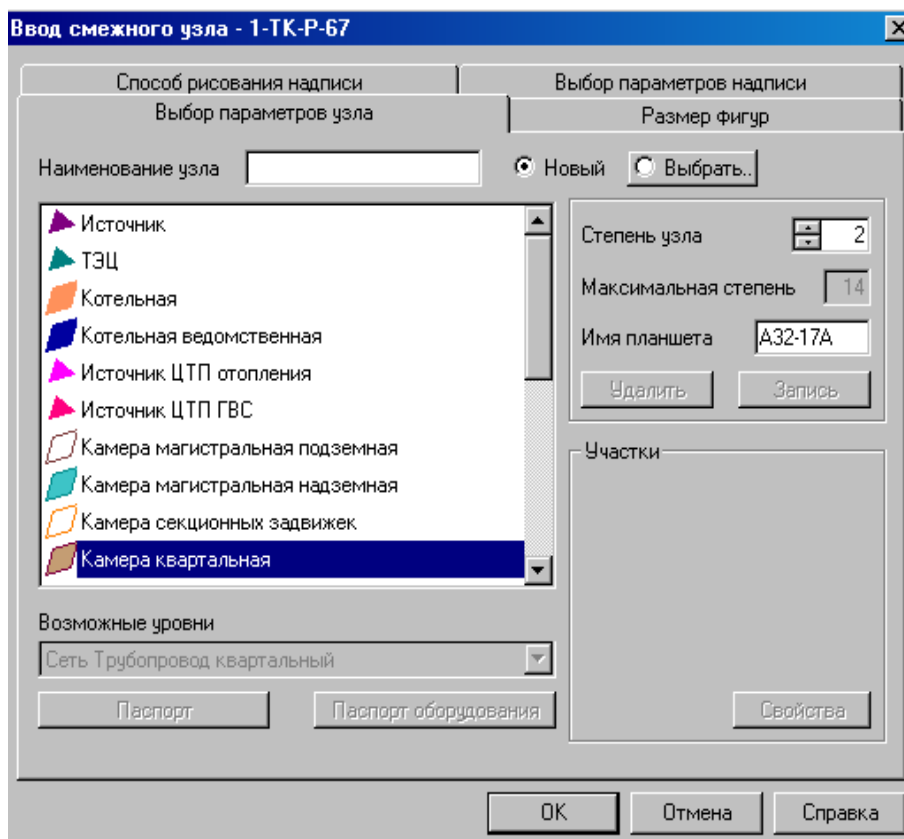 Ввод смежного узла - 1-ТК-Р-67
Способ рисования надписи
Выбор параметров надписи
Выбор параметров узла
Размер фигур
Наименование узла
Новый
Выбрать..
Источник
ТЭЦ
Котельная
Котельная ведомственная
Источник ЦТП отопления
Источник ЦТП ГВС
Камера магистральная подземная
Камера магистральная надземная
Камера секционных задвижек
Камера квартальная
Степень узла 2
Максимальная степень 14
Имя планшета А32-17А
Удалить
Запись
Участки
Возможные уровни
Сеть Трубопровод квартальный
Паспорт
Паспорт оборудования
Свойства
OK
Отмена
Справка